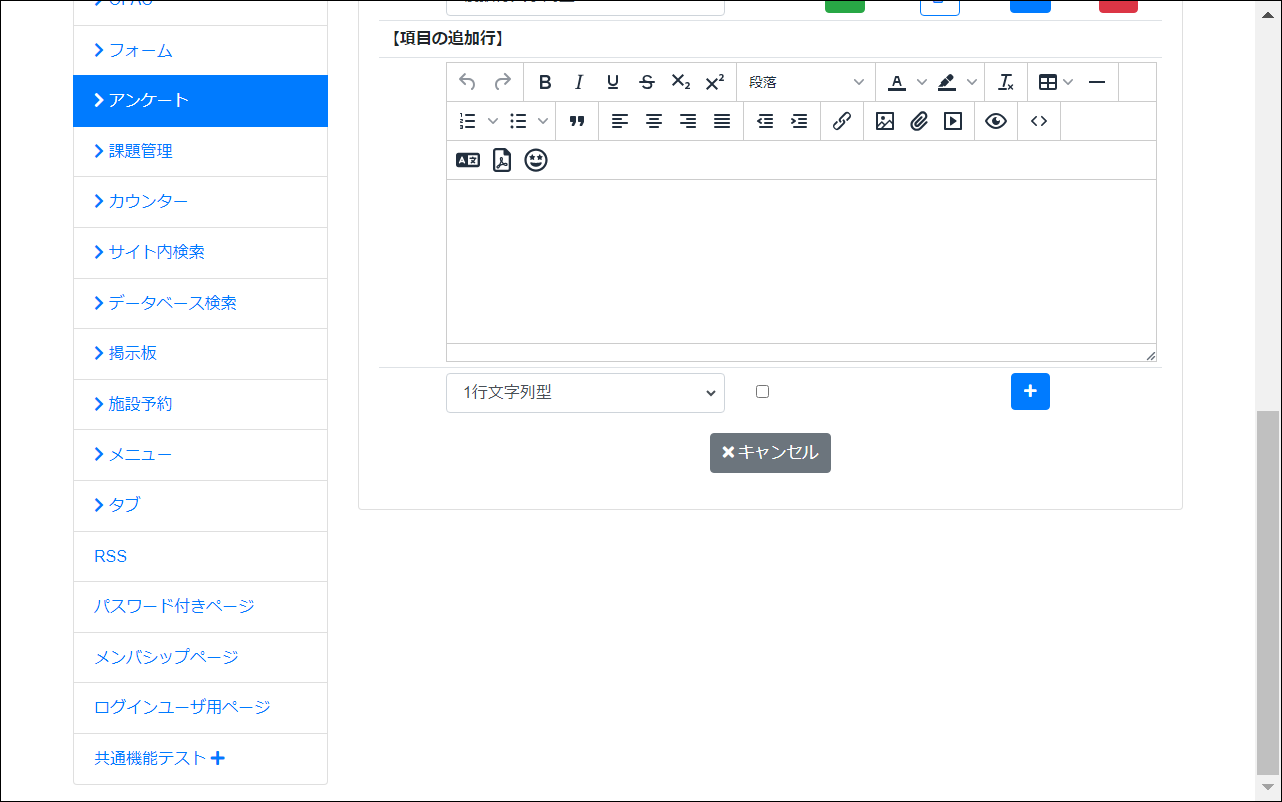 フォーム
アンケート
課題管理
カウンター
サイト内検索
データベース検索
掲示板
施設予約
メニュー
タブ
RSS
パスワード付きページ
メンバシップページ
ログインユーザ用ページ
共通機能テスト
【項目の追加行】
段落
1行文字列型
キャンセル